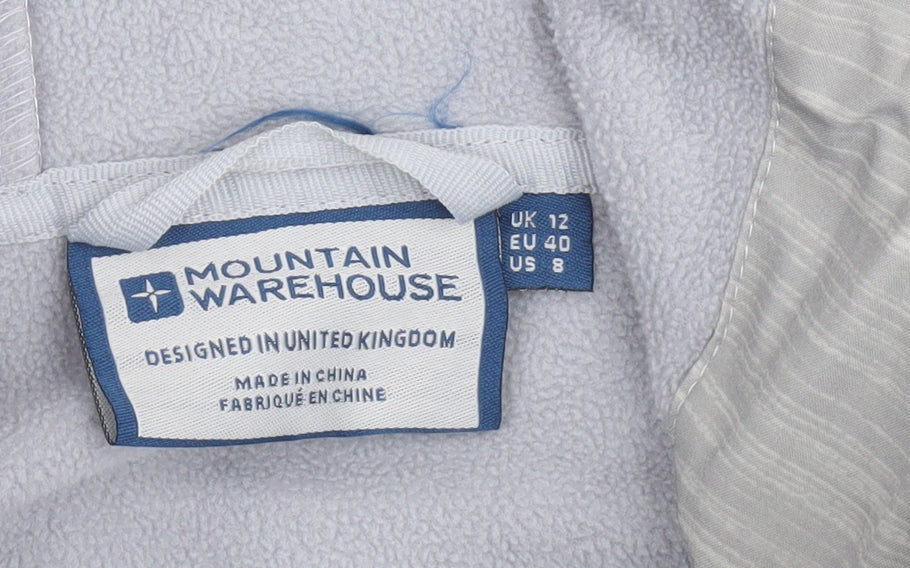 MOUNTAIN
WAREHOUSE
DESIGNED IN UNITED KINGDOM
MADE IN CHINA
FABRIQUÉ EN CHINE
UK 12
EU 40
US 8